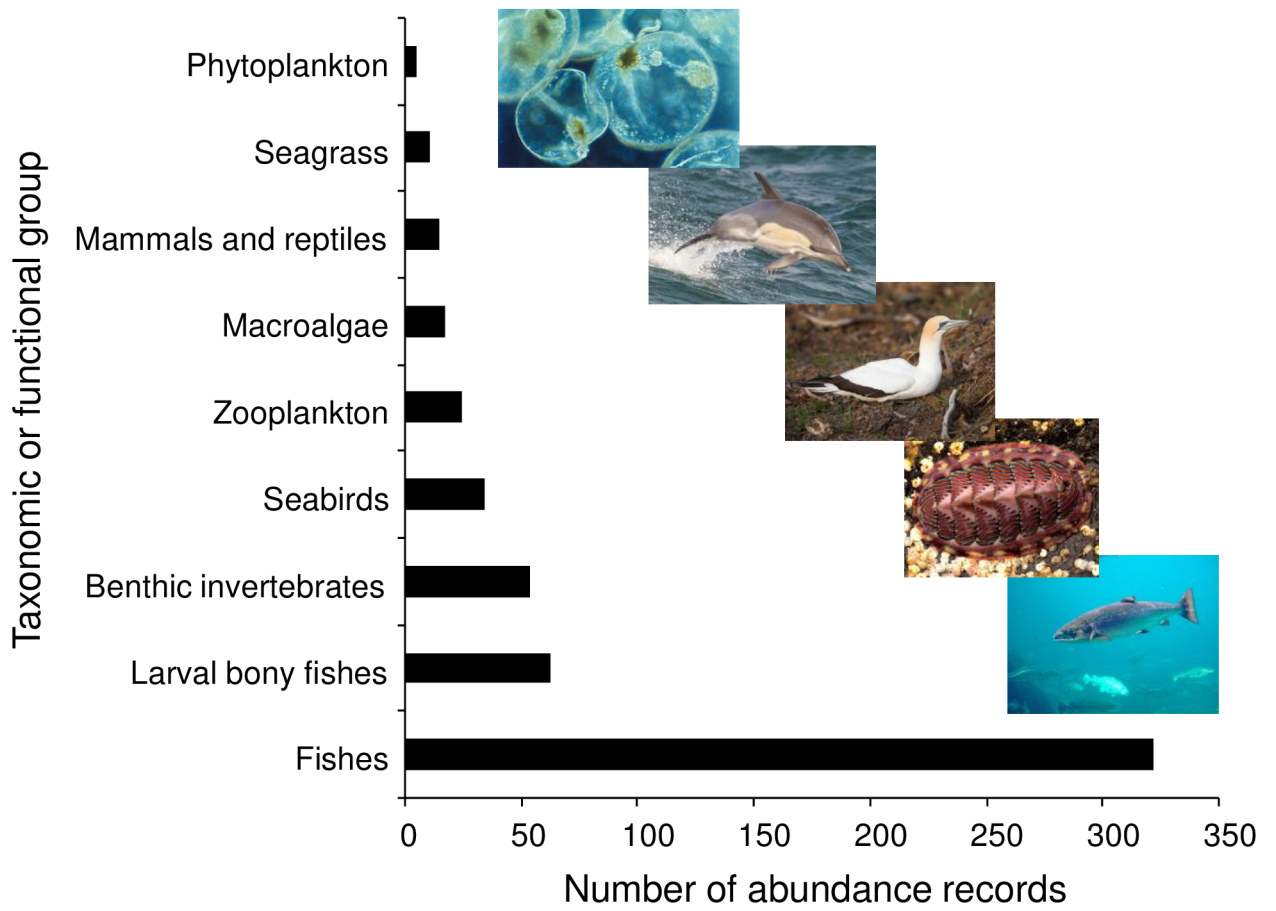 Taxonomic or functional group
Phytoplankton
Seagrass
Mammals and reptiles
Macroalgae
Zooplankton
Seabirds
Benthic invertebrates
Larval bony fishes
Fishes
0 50 100 150 200 250 300 350
Number of abundance records